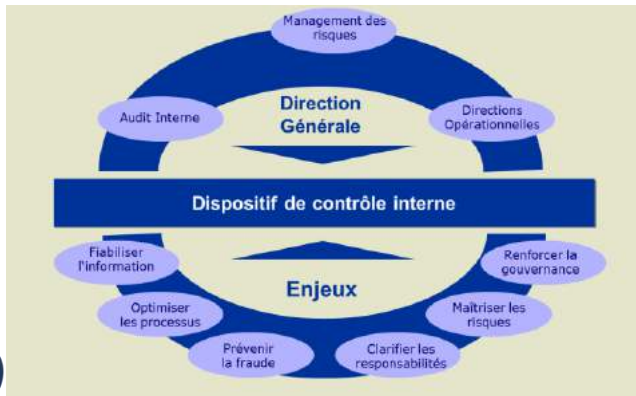 Management des
risques
Audit Interne
Direction
Générale
Directions
Opérationnelles
Dispositif de contrôle interne
Fiabiliser
l'information
Renforcer la
gouvernance
Enjeux
Optimiser
les processus
Maîtriser les
risques
Prévenir
la fraude
Clarifier les
responsabilités